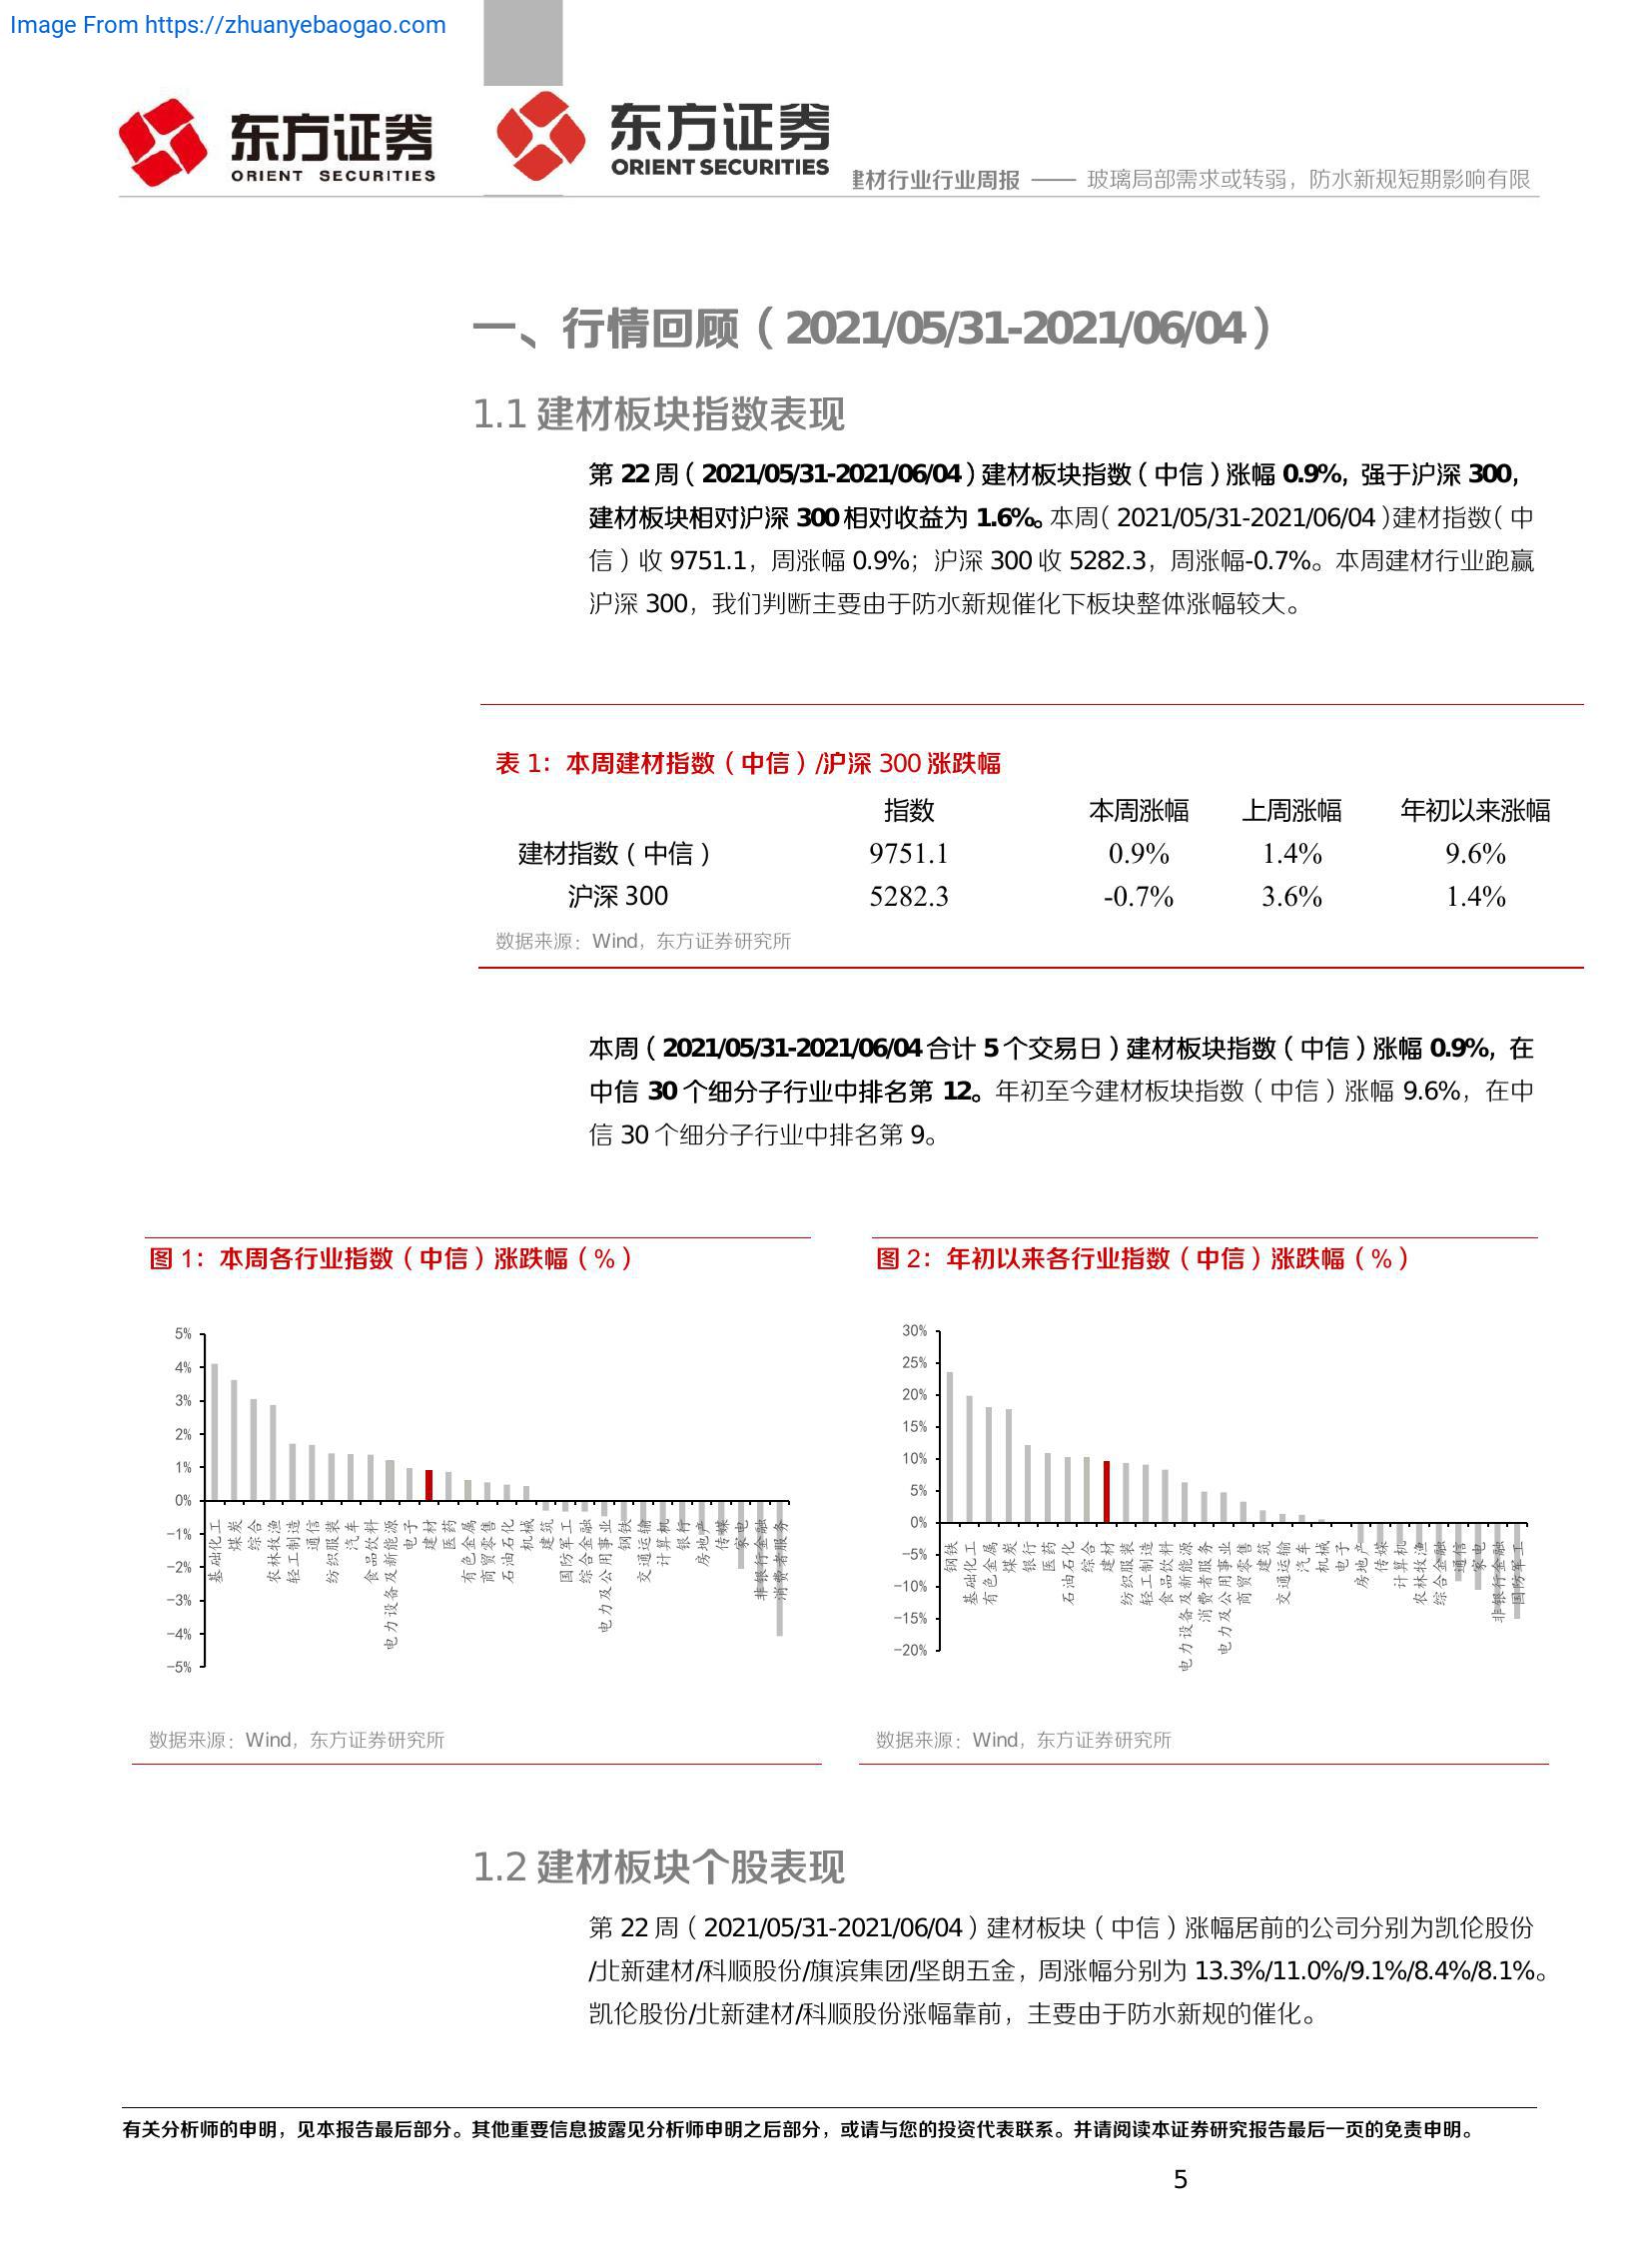 Image From https://zhuanyebaogao.com
东方证券
ORIENT SECURITIES
东方证券
ORIENT SECURITIES
建材行业行业周报 —— 玻璃局部需求或转弱，防水新规短期影响有限
一、行情回顾（2021/05/31-2021/06/04）
1.1 建材板块指数表现
第 22 周（2021/05/31-2021/06/04）建材板块指数（中信）涨幅 0.9%，强于沪深 300，
建材板块相对沪深 300 相对收益为 1.6%。本周（2021/05/31-2021/06/04）建材指数（中
信）收 9751.1，周涨幅 0.9%；沪深 300 收 5282.3，周涨幅-0.7%。本周建材行业跑赢
沪深 300，我们判断主要由于防水新规催化下板块整体涨幅较大。
表 1：本周建材指数（中信）/沪深 300 涨跌幅
指数 本周涨幅 上周涨幅 年初以来涨幅
建材指数（中信） 9751.1 0.9% 1.4% 9.6%
沪深 300 5282.3 -0.7% 3.6% 1.4%
数据来源：Wind，东方证券研究所
本周（2021/05/31-2021/06/04 合计 5 个交易日）建材板块指数（中信）涨幅 0.9%，在
中信 30 个细分子行业中排名第 12。年初至今建材板块指数（中信）涨幅 9.6%，在中
信 30 个细分子行业中排名第 9。
图 1：本周各行业指数（中信）涨跌幅（%）
5%
4%
3%
2%
1%
0%
-1%
-2%
-3%
-4%
-5%
基础化工
煤炭
综合
农林牧渔
轻工制造
通信
纺织服装
汽车
食品饮料
电力设备及新能源
电子
建材
医药
有色金属
商贸零售
石油石化
机械
建筑
国防军工
综合金融
电力及公用事业
钢铁
交通运输
计算机
银行
房地产
传媒
家电
非银行金融
消费者服务
数据来源：Wind，东方证券研究所
图 2：年初以来各行业指数（中信）涨跌幅（%）
30%
25%
20%
15%
10%
5%
0%
-5%
-10%
-15%
-20%
钢铁
基础化工
有色金属
煤炭
银行
医药
石油石化
综合
建材
纺织服装
轻工制造
食品饮料
电力设备及新能源
消费者服务
电力及公用事业
商贸零售
建筑
交通运输
汽车
机械
电子
房地产
传媒
计算机
农林牧渔
综合金融
通信
家电
非银行金融
国防军工
数据来源：Wind，东方证券研究所
1.2 建材板块个股表现
第 22 周（2021/05/31-2021/06/04）建材板块（中信）涨幅居前的公司分别为凯伦股份
/北新建材/科顺股份/旗滨集团/坚朗五金，周涨幅分别为 13.3%/11.0%/9.1%/8.4%/8.1%。
凯伦股份/北新建材/科顺股份涨幅靠前，主要由于防水新规的催化。
有关分析师的申明，见本报告最后部分。其他重要信息披露见分析师申明之后部分，或请与您的投资代表联系。并请阅读本证券研究报告最后一页的免责申明。
5